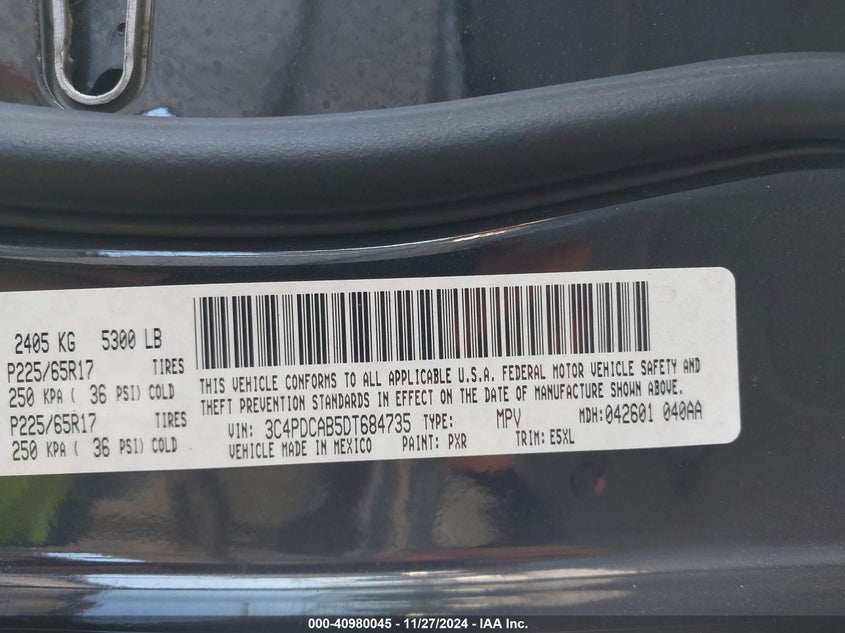 2405 KG 5300 LB
P225/65R17 TIRES
250 KPA ( 36 PSI) COLD
P225/65R17 TIRES
250 KPA ( 36 PSI) COLD
THIS VEHICLE CONFORMS TO ALL APPLICABLE U.S.A. FEDERAL MOTOR VEHICLE SAFETY AND
THEFT PREVENTION STANDARDS IN EFFECT ON THE DATE OF MANUFACTURE SHOWN ABOVE.
VIN: 3C4PDCAB5DT684735 TYPE: MPV MDH:042601 040AA
VEHICLE MADE IN MEXICO PAINT: PXR TRIM: E5XL
000-40980045 - 11/27/2024 - IAA Inc.